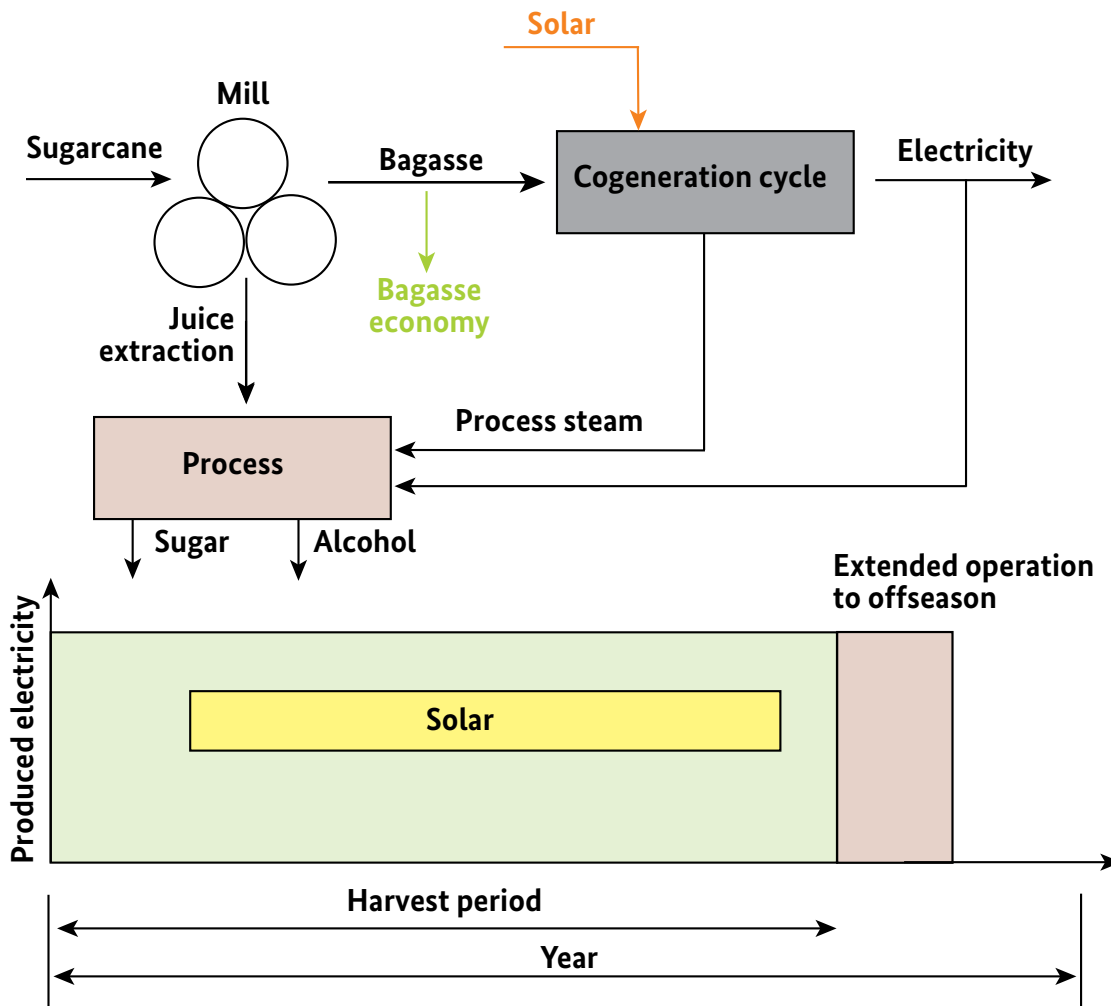 Solar
Mill
Sugarcane
Bagasse
Cogeneration cycle
Electricity
Bagasse
economy
Juice
extraction
Process steam
Process
Sugar
Alcohol
Extended operation
to offseason
Produced electricity
Solar
Harvest period
Year